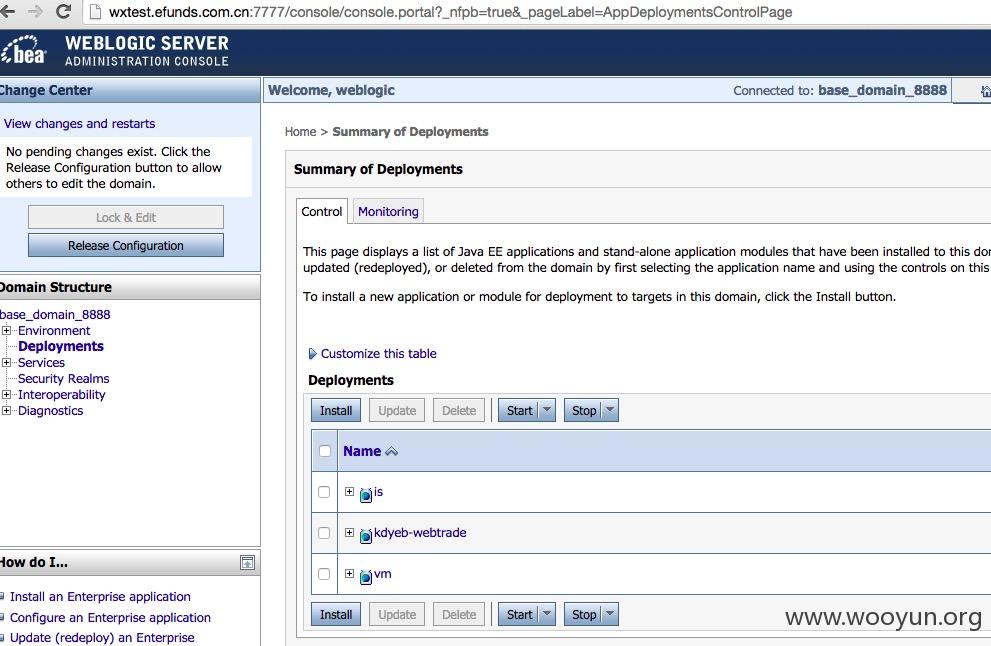 wxtest.efunds.com.cn:7777/console/console.portal?_nfpb=true&_pageLabel=AppDeploymentsControlPage
bea
WEBLOGIC SERVER
ADMINISTRATION CONSOLE
Change Center
View changes and restarts
No pending changes exist. Click the
Release Configuration button to allow
others to edit the domain.
Lock & Edit
Release Configuration
Domain Structure
base_domain_8888
Environment
Deployments
Services
Security Realms
Interoperability
Diagnostics
How do I...
Install an Enterprise application
Configure an Enterprise application
Update (redeploy) an Enterprise
Welcome, weblogic
Connected to: base_domain_8888
Home > Summary of Deployments
Summary of Deployments
Control
Monitoring
This page displays a list of Java EE applications and stand-alone application modules that have been installed to this
updated (redeployed), or deleted from the domain by first selecting the application name and using the controls on this
To install a new application or module for deployment to targets in this domain, click the Install button.
Customize this table
Deployments
Install Update Delete Start Stop
Name
is
kdyeb-webtrade
vm
Install Update Delete Start Stop
www.wooyun.org